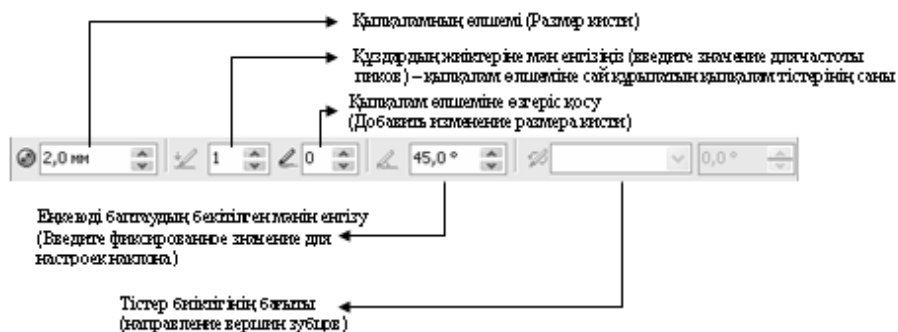 Қылқаламның өлшемі (Размер кисти)
Құздардың жиіктеріне мән енгізіңіз (введите значение для частоты
пиков) – қылқалам өлшеміне сай құрылатын қылқалам тістерінің саны
Қылқалам өлшеміне өзгеріс қосу
(Добавить изменение размера кисти)
2,0 мм 1 0 45,0 ° 0,0 °
Еңкеюді баптаудың бекітілген мәнін енгізу
(Введите фиксированное значение для
настроек наклона)
Тістер биіктігінің бағыты
(направление вершин зубцов)